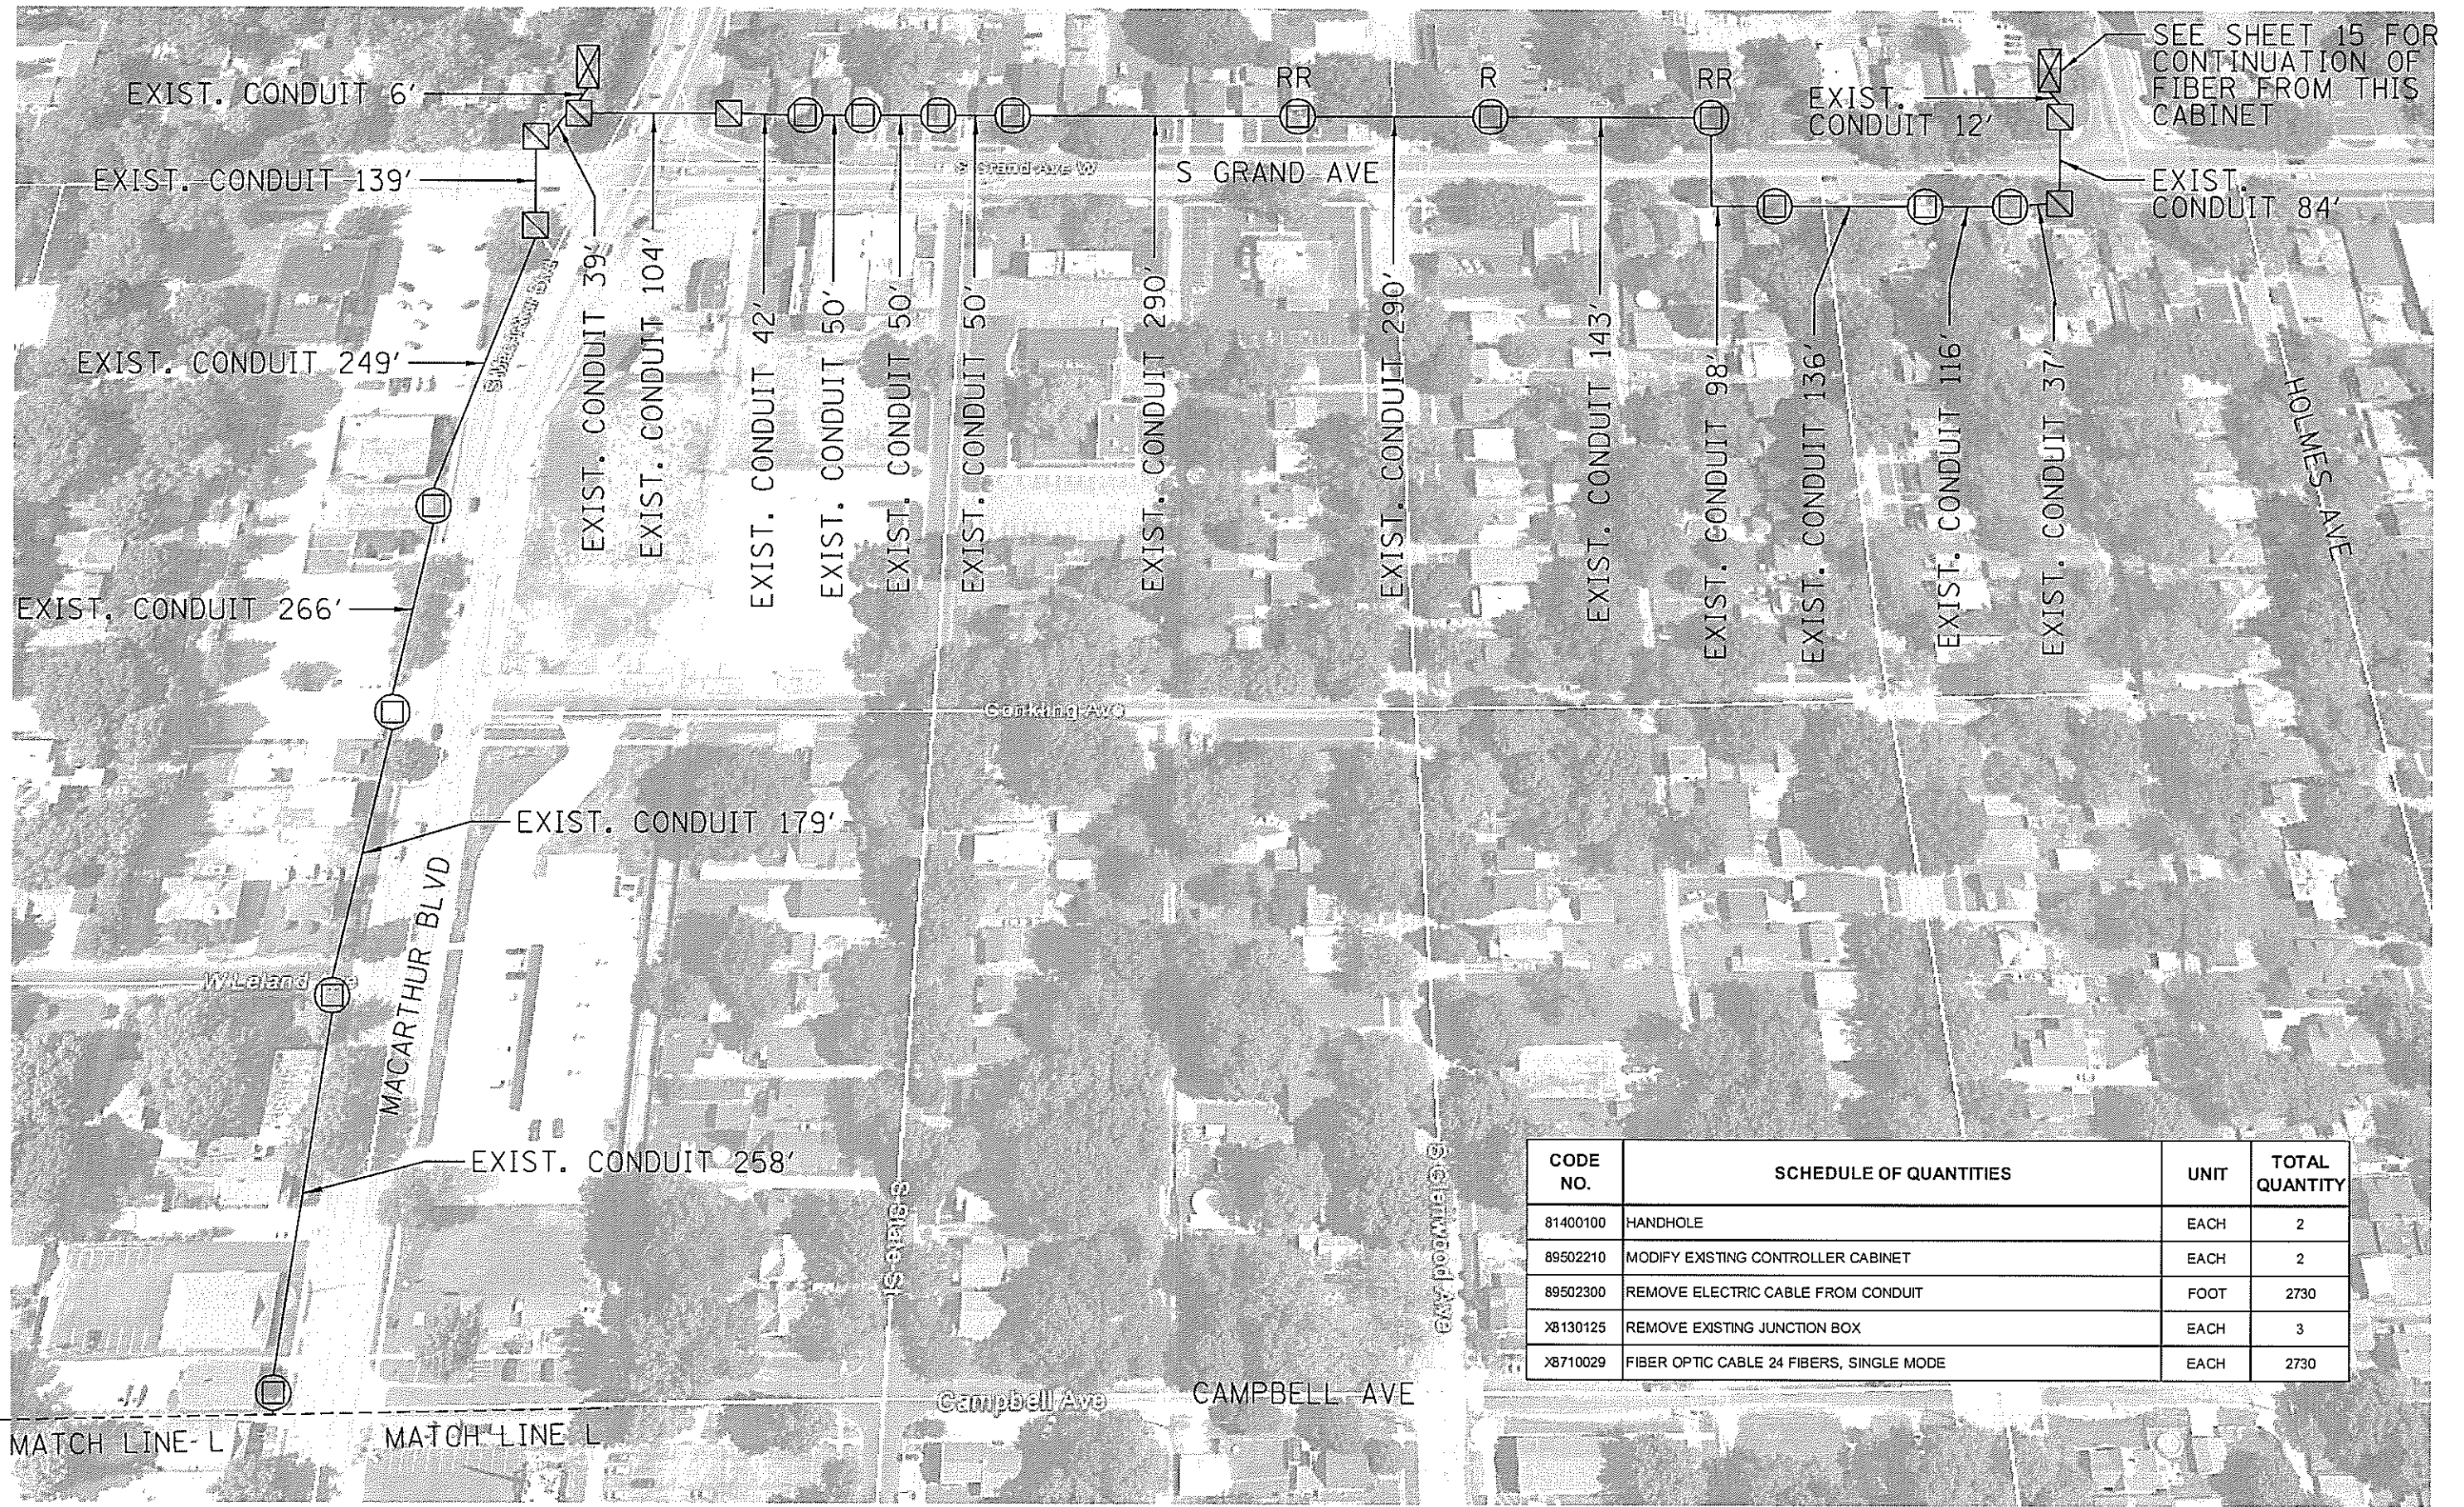 SEE SHEET 15 FOR
CONTINUATION OF
FIBER FROM THIS
CABINET
EXIST. CONDUIT 6'
RR
R
RR
EXIST.
CONDUIT 12'
EXIST. CONDUIT 139'
S Grand Ave W
S GRAND AVE
EXIST.
CONDUIT 84'
EXIST. CONDUIT 249'
EXIST. CONDUIT 39'
EXIST. CONDUIT 104'
EXIST. CONDUIT 42'
EXIST. CONDUIT 50'
EXIST. CONDUIT 50'
EXIST. CONDUIT 50'
EXIST. CONDUIT 290'
EXIST. CONDUIT 290'
EXIST. CONDUIT 143'
EXIST. CONDUIT 98'
EXIST. CONDUIT 136'
EXIST. CONDUIT 116'
EXIST. CONDUIT 37'
HOLMES AVE
EXIST. CONDUIT 266'
Conkling Ave
EXIST. CONDUIT 179'
MACARTHUR BLVD
W Leland
EXIST. CONDUIT 258'
CODE NO. SCHEDULE OF QUANTITIES UNIT TOTAL QUANTITY
81400100 HANDHOLE EACH 2
89502210 MODIFY EXISTING CONTROLLER CABINET EACH 2
89502300 REMOVE ELECTRIC CABLE FROM CONDUIT FOOT 2730
X8130125 REMOVE EXISTING JUNCTION BOX EACH 3
X8710029 FIBER OPTIC CABLE 24 FIBERS, SINGLE MODE EACH 2730
Campbell Ave
CAMPBELL AVE
MATCH LINE L
MATCH LINE L